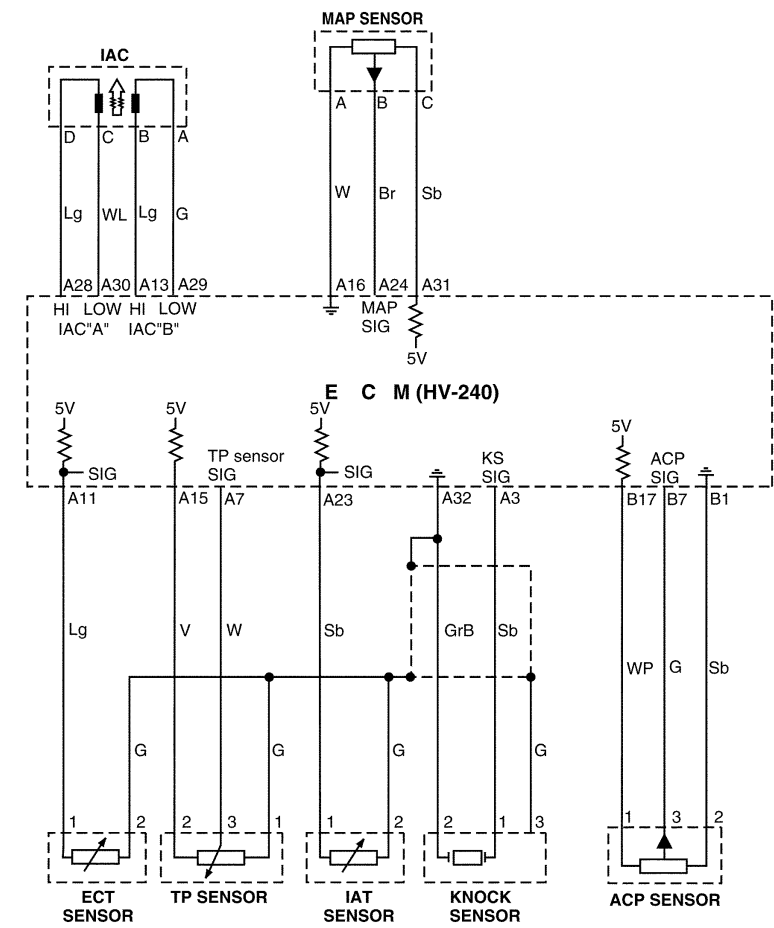 MAP SENSOR
IAC
A B C
D C B A
W Br Sb
Lg WL Lg G
A28 A30 A13 A29 A16 A24 A31
HI LOW HI LOW MAP
IAC"A" IAC"B" SIG
5V
E C M (HV-240)
5V 5V 5V 5V
TP sensor KS ACP
SIG SIG SIG SIG SIG
A11 A15 A7 A23 A32 A3 B17 B7 B1
Lg V W Sb GrB Sb
WP G Sb
G G G G
1 2 2 3 1 1 2 2 1 3 1 3 2
ECT TP SENSOR IAT KNOCK ACP SENSOR
SENSOR SENSOR SENSOR